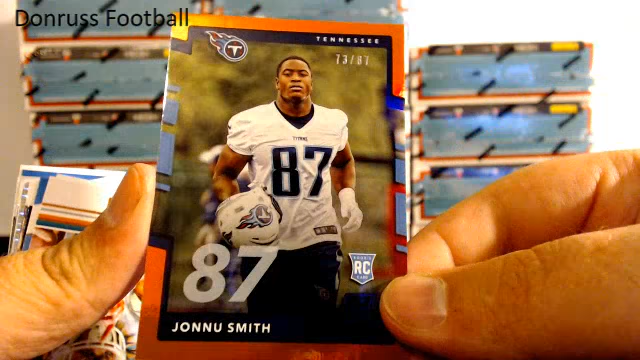 Donruss Football
TENNESSEE
73/87
TITANS
87
87
RC
JONNU SMITH